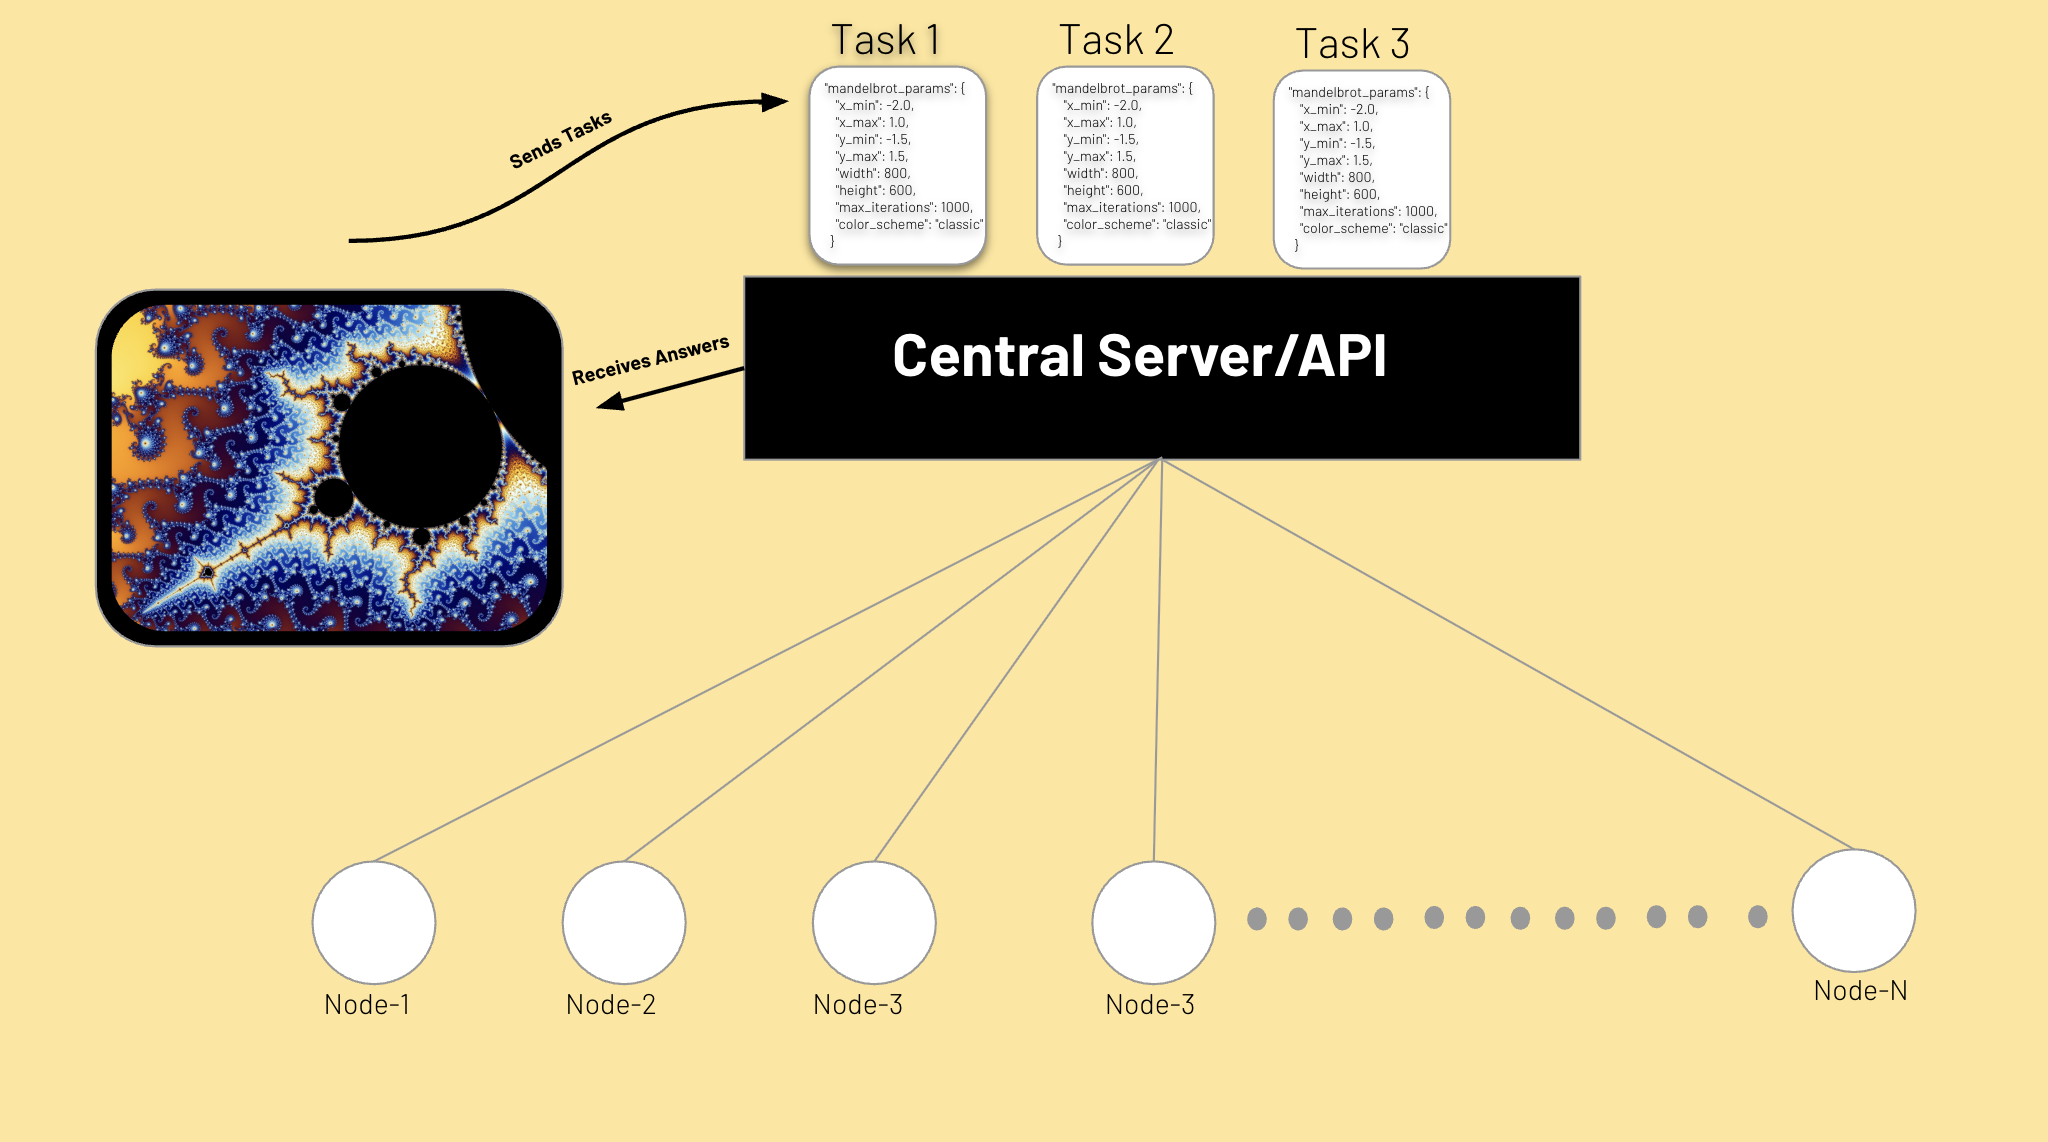 Task 1
Task 2
Task 3
"mandelbrot_params": {
"x_min": -2.0,
"x_max": 1.0,
"y_min": -1.5,
"y_max": 1.5,
"width": 800,
"height": 600,
"max_iterations": 1000,
"color_scheme": "classic"
}
"mandelbrot_params": {
"x_min": -2.0,
"x_max": 1.0,
"y_min": -1.5,
"y_max": 1.5,
"width": 800,
"height": 600,
"max_iterations": 1000,
"color_scheme": "classic"
}
"mandelbrot_params": {
"x_min": -2.0,
"x_max": 1.0,
"y_min": -1.5,
"y_max": 1.5,
"width": 800,
"height": 600,
"max_iterations": 1000,
"color_scheme": "classic"
}
Sends Tasks
Receives Answers
Central Server/API
Node-1
Node-2
Node-3
Node-3
Node-N